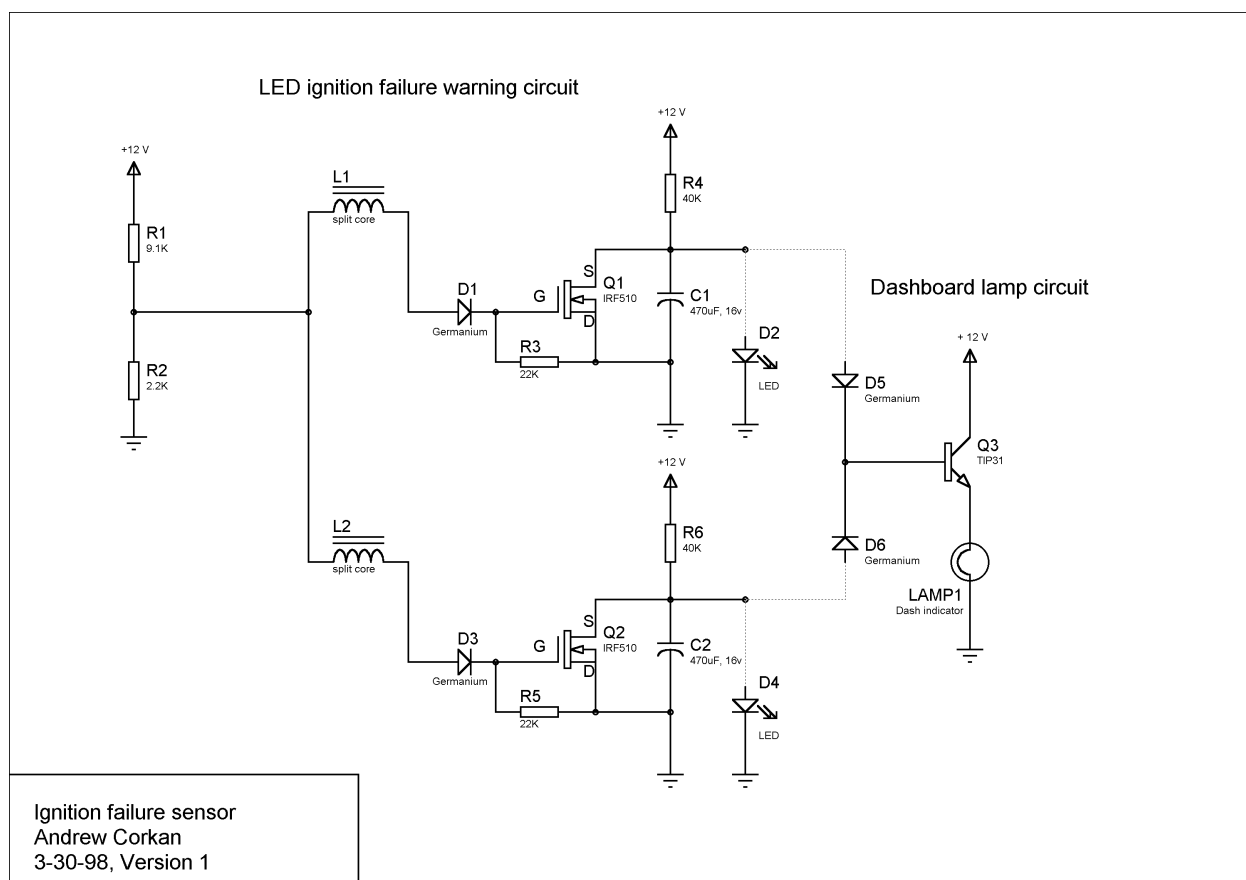 LED ignition failure warning circuit
+12 V
+12 V
L1
split core
R4
40K
R1
9.1K
S
Q1
IRF510
G
D
D1
Germanium
C1
470uF, 16v
Dashboard lamp circuit
D2
LED
R3
22K
R2
2.2K
+ 12 V
D5
Germanium
Q3
TIP31
+12 V
L2
split core
R6
40K
D6
Germanium
LAMP1
Dash indicator
S
Q2
IRF510
G
D
D3
Germanium
C2
470uF, 16v
D4
LED
R5
22K
Ignition failure sensor
Andrew Corkan
3-30-98, Version 1